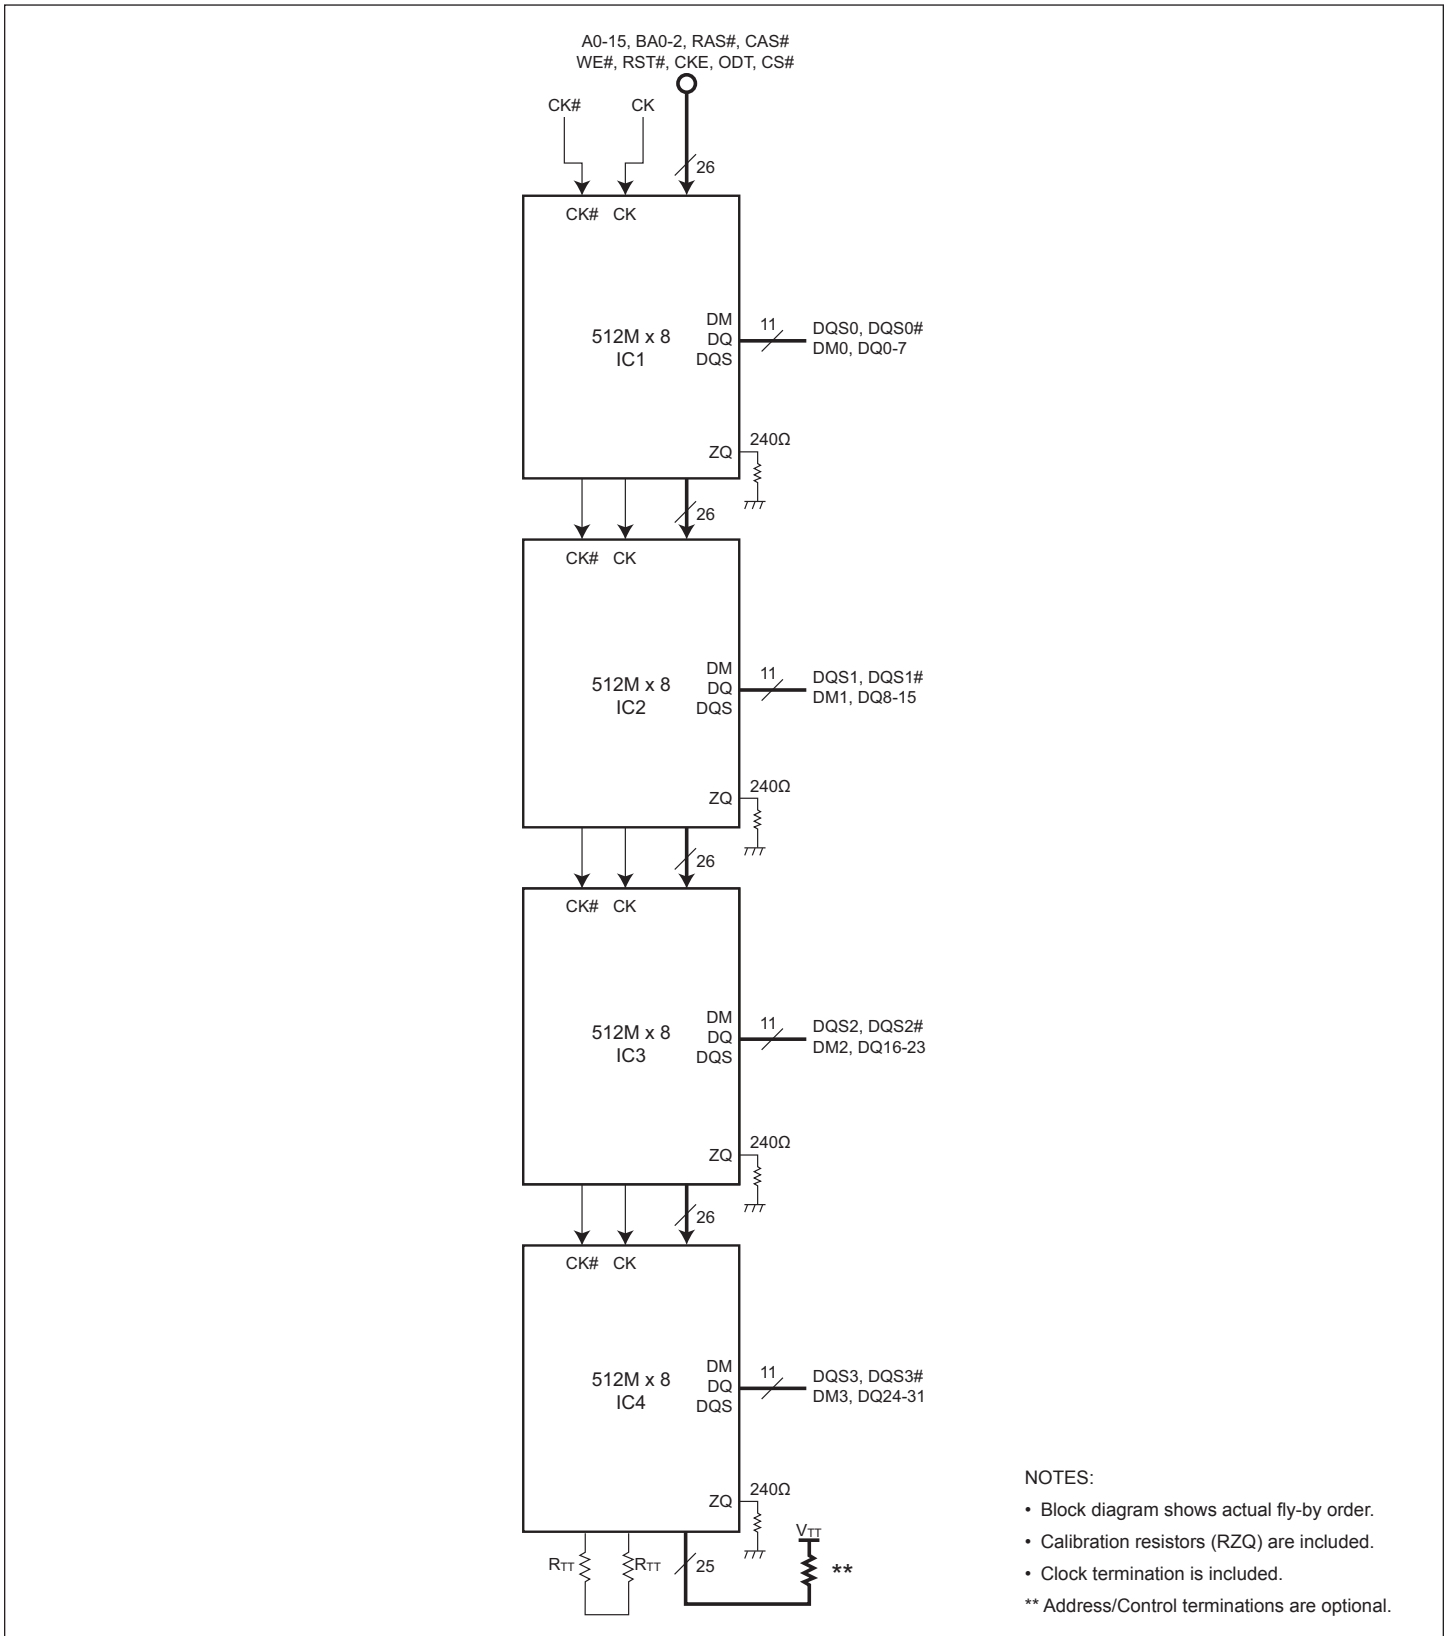 A0-15, BA0-2, RAS#, CAS#
WE#, RST#, CKE, ODT, CS#
CK#
CK
26
CK# CK
512M x 8
IC1
DM
DQ
DQS
11
DQS0, DQS0#
DM0, DQ0-7
ZQ
240Ω
26
CK# CK
512M x 8
IC2
DM
DQ
DQS
11
DQS1, DQS1#
DM1, DQ8-15
ZQ
240Ω
26
CK# CK
512M x 8
IC3
DM
DQ
DQS
11
DQS2, DQS2#
DM2, DQ16-23
ZQ
240Ω
26
CK# CK
512M x 8
IC4
DM
DQ
DQS
11
DQS3, DQS3#
DM3, DQ24-31
ZQ
240Ω
RTT
RTT
25
VTT
**
NOTES:
• Block diagram shows actual fly-by order.
• Calibration resistors (RZQ) are included.
• Clock termination is included.
** Address/Control terminations are optional.